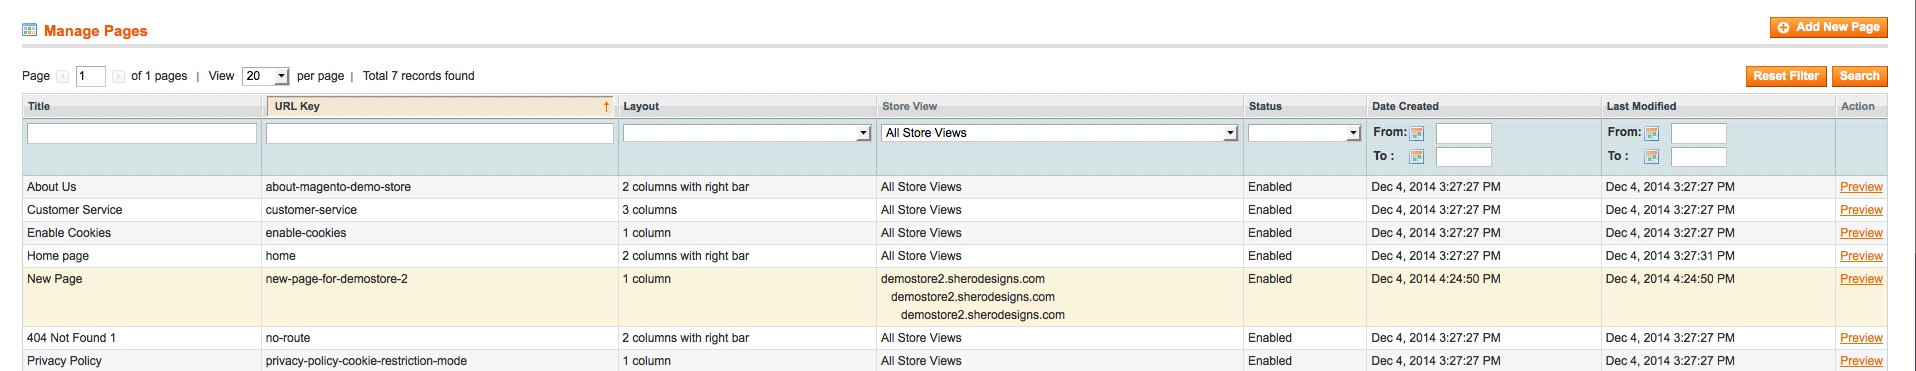 Manage Pages
Add New Page
Page 1 of 1 pages | View 20 per page | Total 7 records found
Reset Filter Search
Title URL Key Layout Store View Status Date Created Last Modified Action
All Store Views From: From:
To : To :
About Us about-magento-demo-store 2 columns with right bar All Store Views Enabled Dec 4, 2014 3:27:27 PM Dec 4, 2014 3:27:27 PM Preview
Customer Service customer-service 3 columns All Store Views Enabled Dec 4, 2014 3:27:27 PM Dec 4, 2014 3:27:27 PM Preview
Enable Cookies enable-cookies 1 column All Store Views Enabled Dec 4, 2014 3:27:27 PM Dec 4, 2014 3:27:27 PM Preview
Home page home 2 columns with right bar All Store Views Enabled Dec 4, 2014 3:27:27 PM Dec 4, 2014 3:27:31 PM Preview
New Page new-page-for-demostore-2 1 column demostore2.sherodesigns.com Enabled Dec 4, 2014 4:24:50 PM Dec 4, 2014 4:24:50 PM Preview
demostore2.sherodesigns.com
demostore2.sherodesigns.com
404 Not Found 1 no-route 2 columns with right bar All Store Views Enabled Dec 4, 2014 3:27:27 PM Dec 4, 2014 3:27:27 PM Preview
Privacy Policy privacy-policy-cookie-restriction-mode 1 column All Store Views Enabled Dec 4, 2014 3:27:27 PM Dec 4, 2014 3:27:27 PM Preview